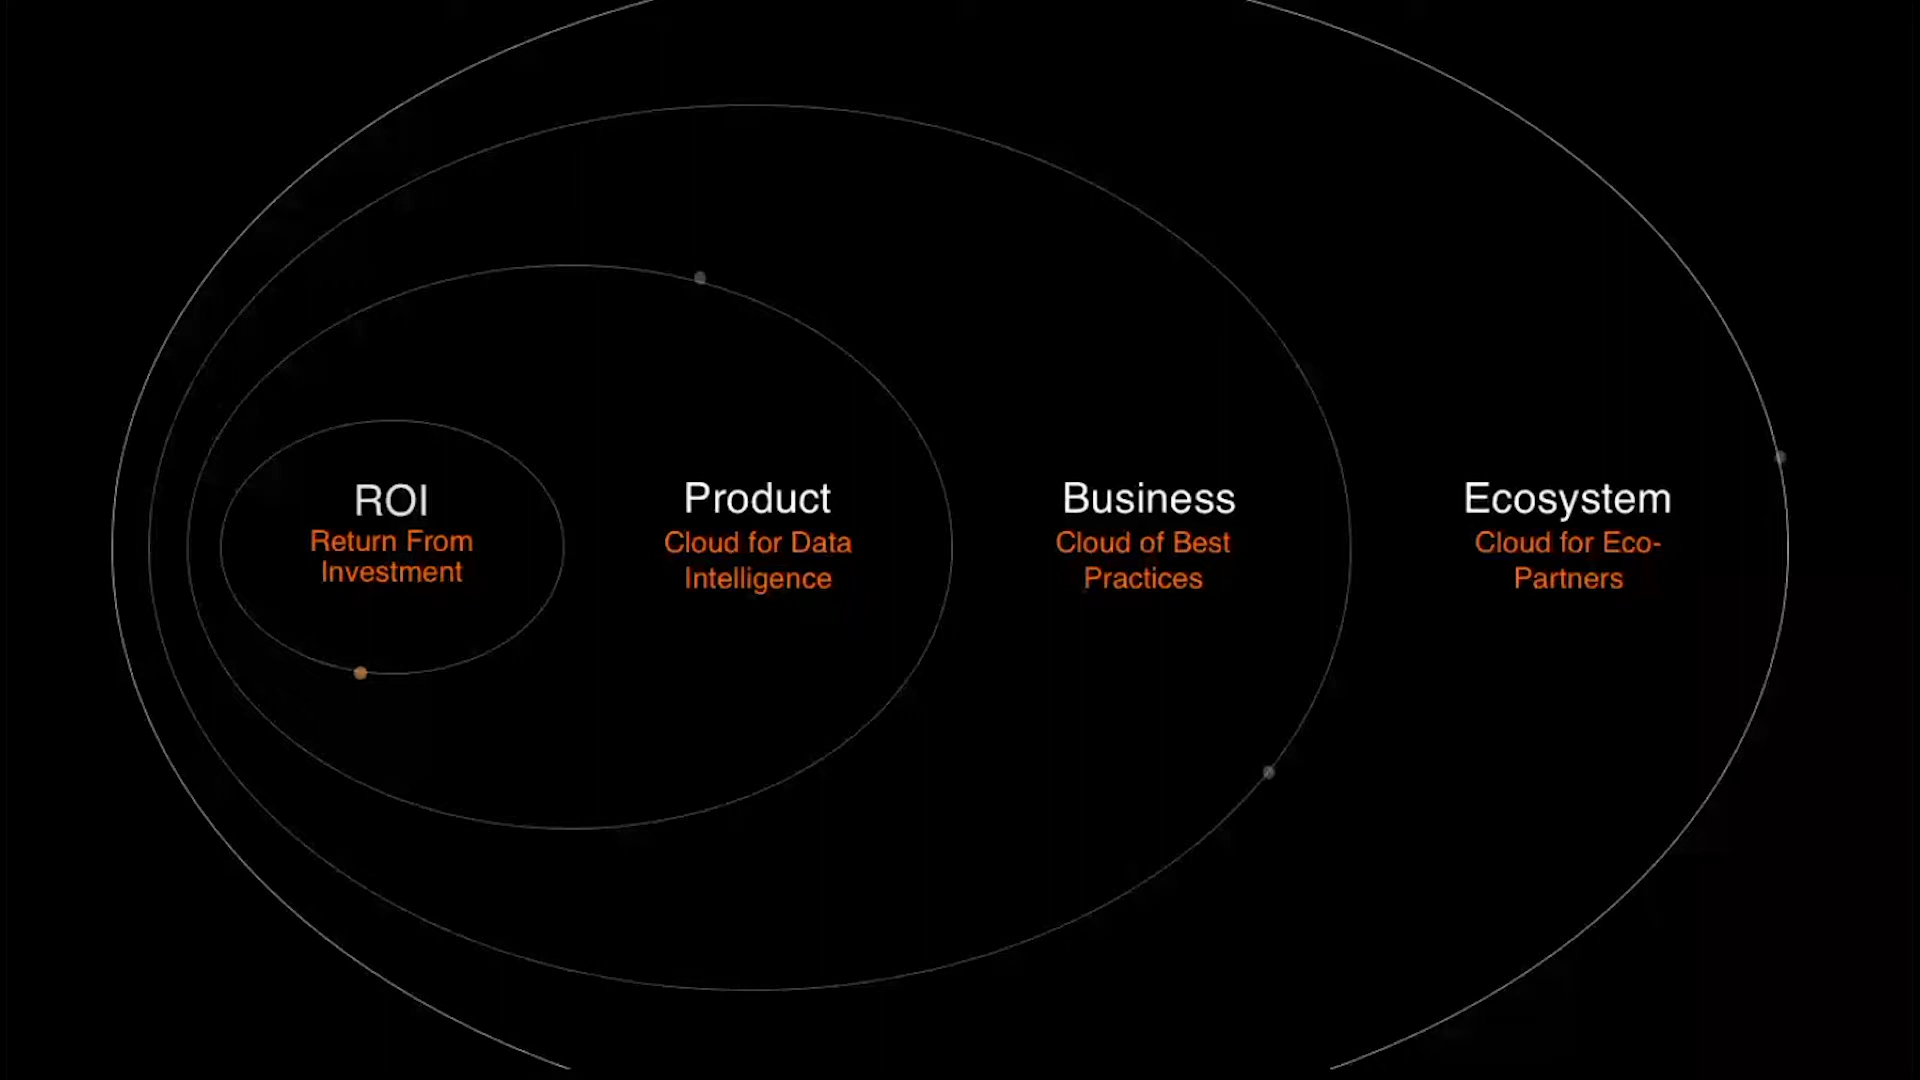 ROI
Return From
Investment
Product
Cloud for Data
Intelligence
Business
Cloud of Best
Practices
Ecosystem
Cloud for Eco-
Partners